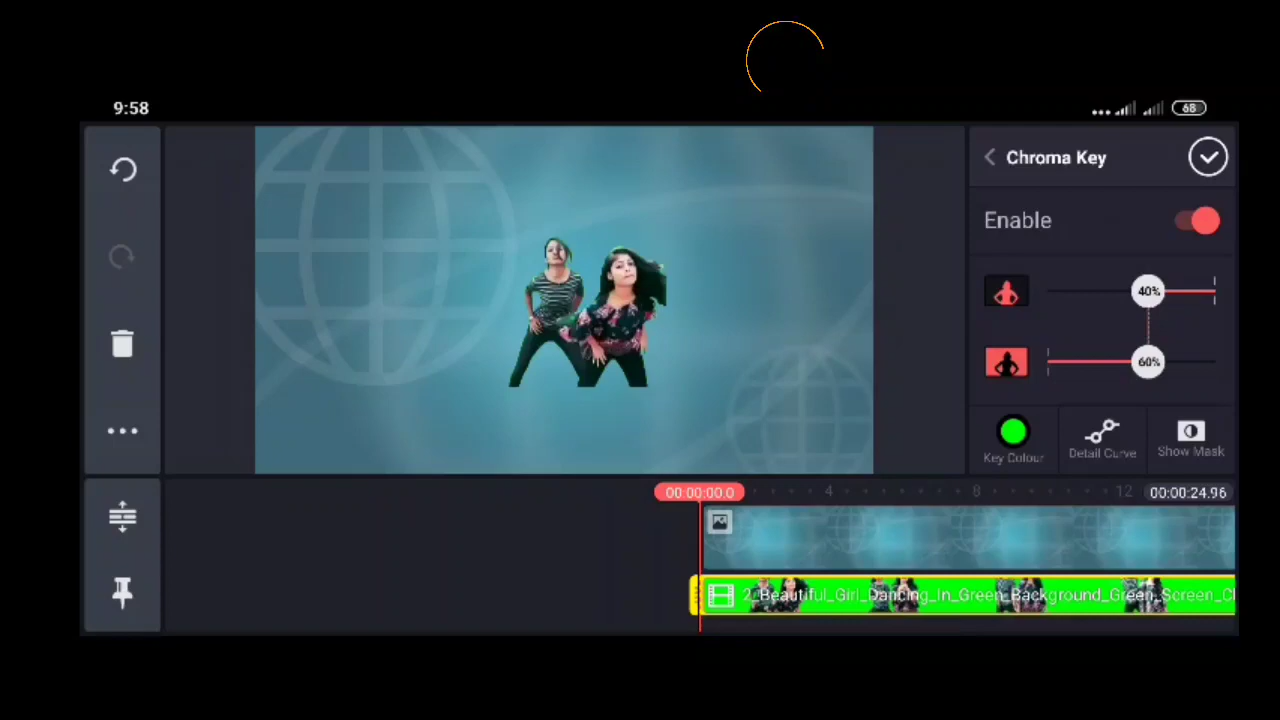 9:58
68
Chroma Key
Enable
40%
60%
Key Colour
Detail Curve
Show Mask
00:00:00.0
4
8
12
00:00:24.96
2_Beautiful_Girl_Dancing_In_Green_Background_Green_Screen_Cl